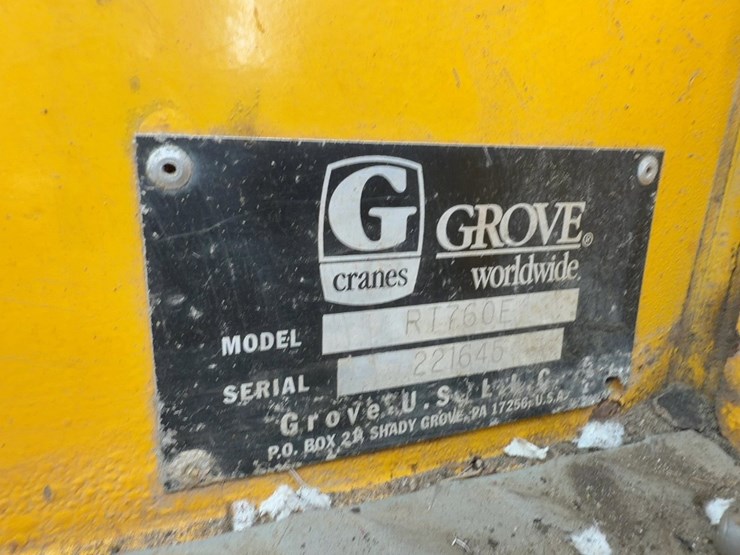 G
cranes
GROVE®
worldwide
MODEL RT760E
SERIAL 221645
Grove U.S. L.L.C.
P.O. BOX 21, SHADY GROVE, PA 17256, U.S.A.